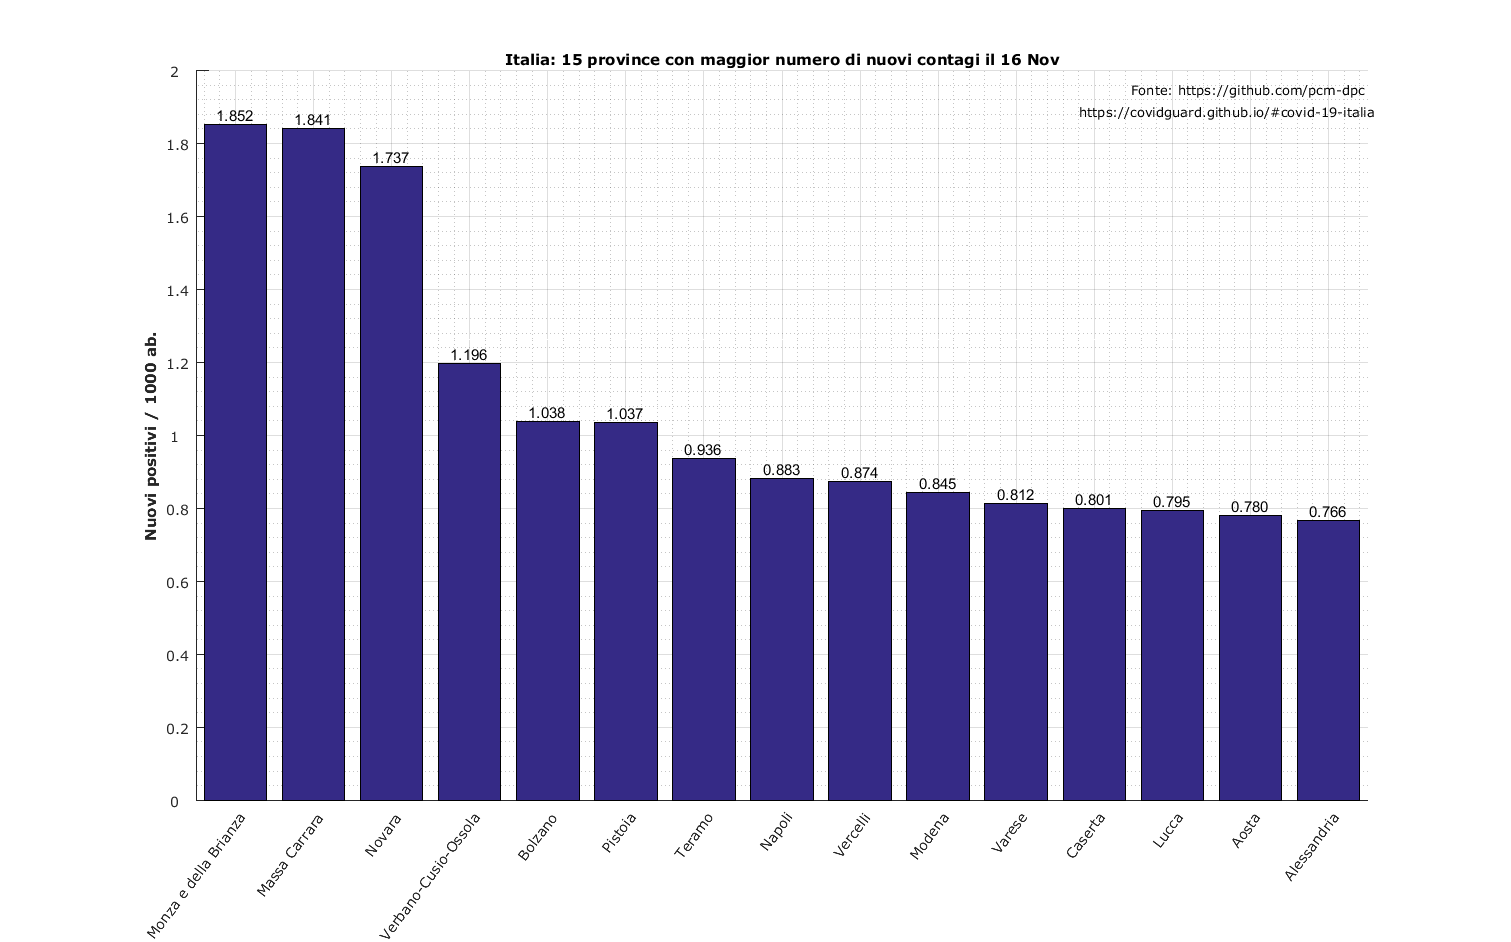 Italia: 15 province con maggior numero di nuovi contagi il 16 Nov
Fonte: https://github.com/pcm-dpc
https://covidguard.github.io/#covid-19-italia
Nuovi positivi / 1000 ab.
2
1.8
1.6
1.4
1.2
1
0.8
0.6
0.4
0.2
0
1.852
1.841
1.737
1.196
1.038
1.037
0.936
0.883
0.874
0.845
0.812
0.801
0.795
0.780
0.766
Monza e della Brianza
Massa Carrara
Novara
Verbano-Cusio-Ossola
Bolzano
Pistoia
Teramo
Napoli
Vercelli
Modena
Varese
Caserta
Lucca
Aosta
Alessandria